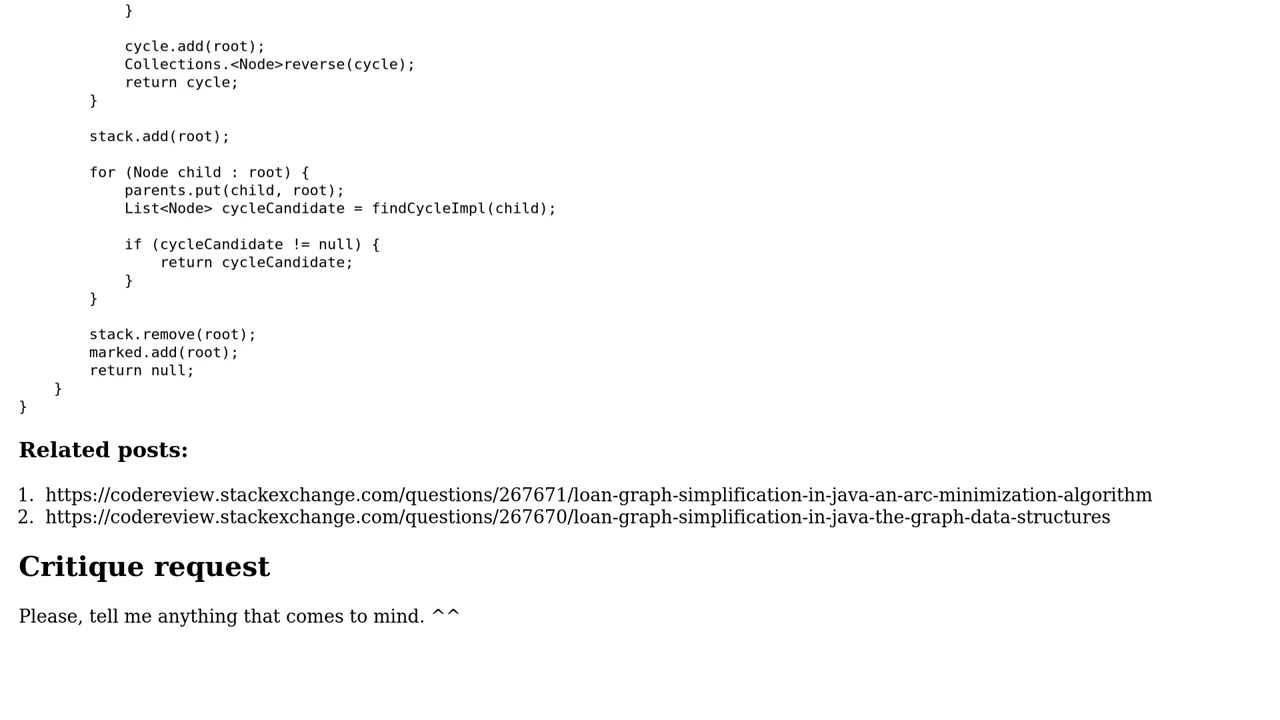 }

            cycle.add(root);
            Collections.<Node>reverse(cycle);
            return cycle;
        }

        stack.add(root);

        for (Node child : root) {
            parents.put(child, root);
            List<Node> cycleCandidate = findCycleImpl(child);

            if (cycleCandidate != null) {
                return cycleCandidate;
            }
        }

        stack.remove(root);
        marked.add(root);
        return null;
    }
}
Related posts:
1. https://codereview.stackexchange.com/questions/267671/loan-graph-simplification-in-java-an-arc-minimization-algorithm
2. https://codereview.stackexchange.com/questions/267670/loan-graph-simplification-in-java-the-graph-data-structures
Critique request
Please, tell me anything that comes to mind. ^^